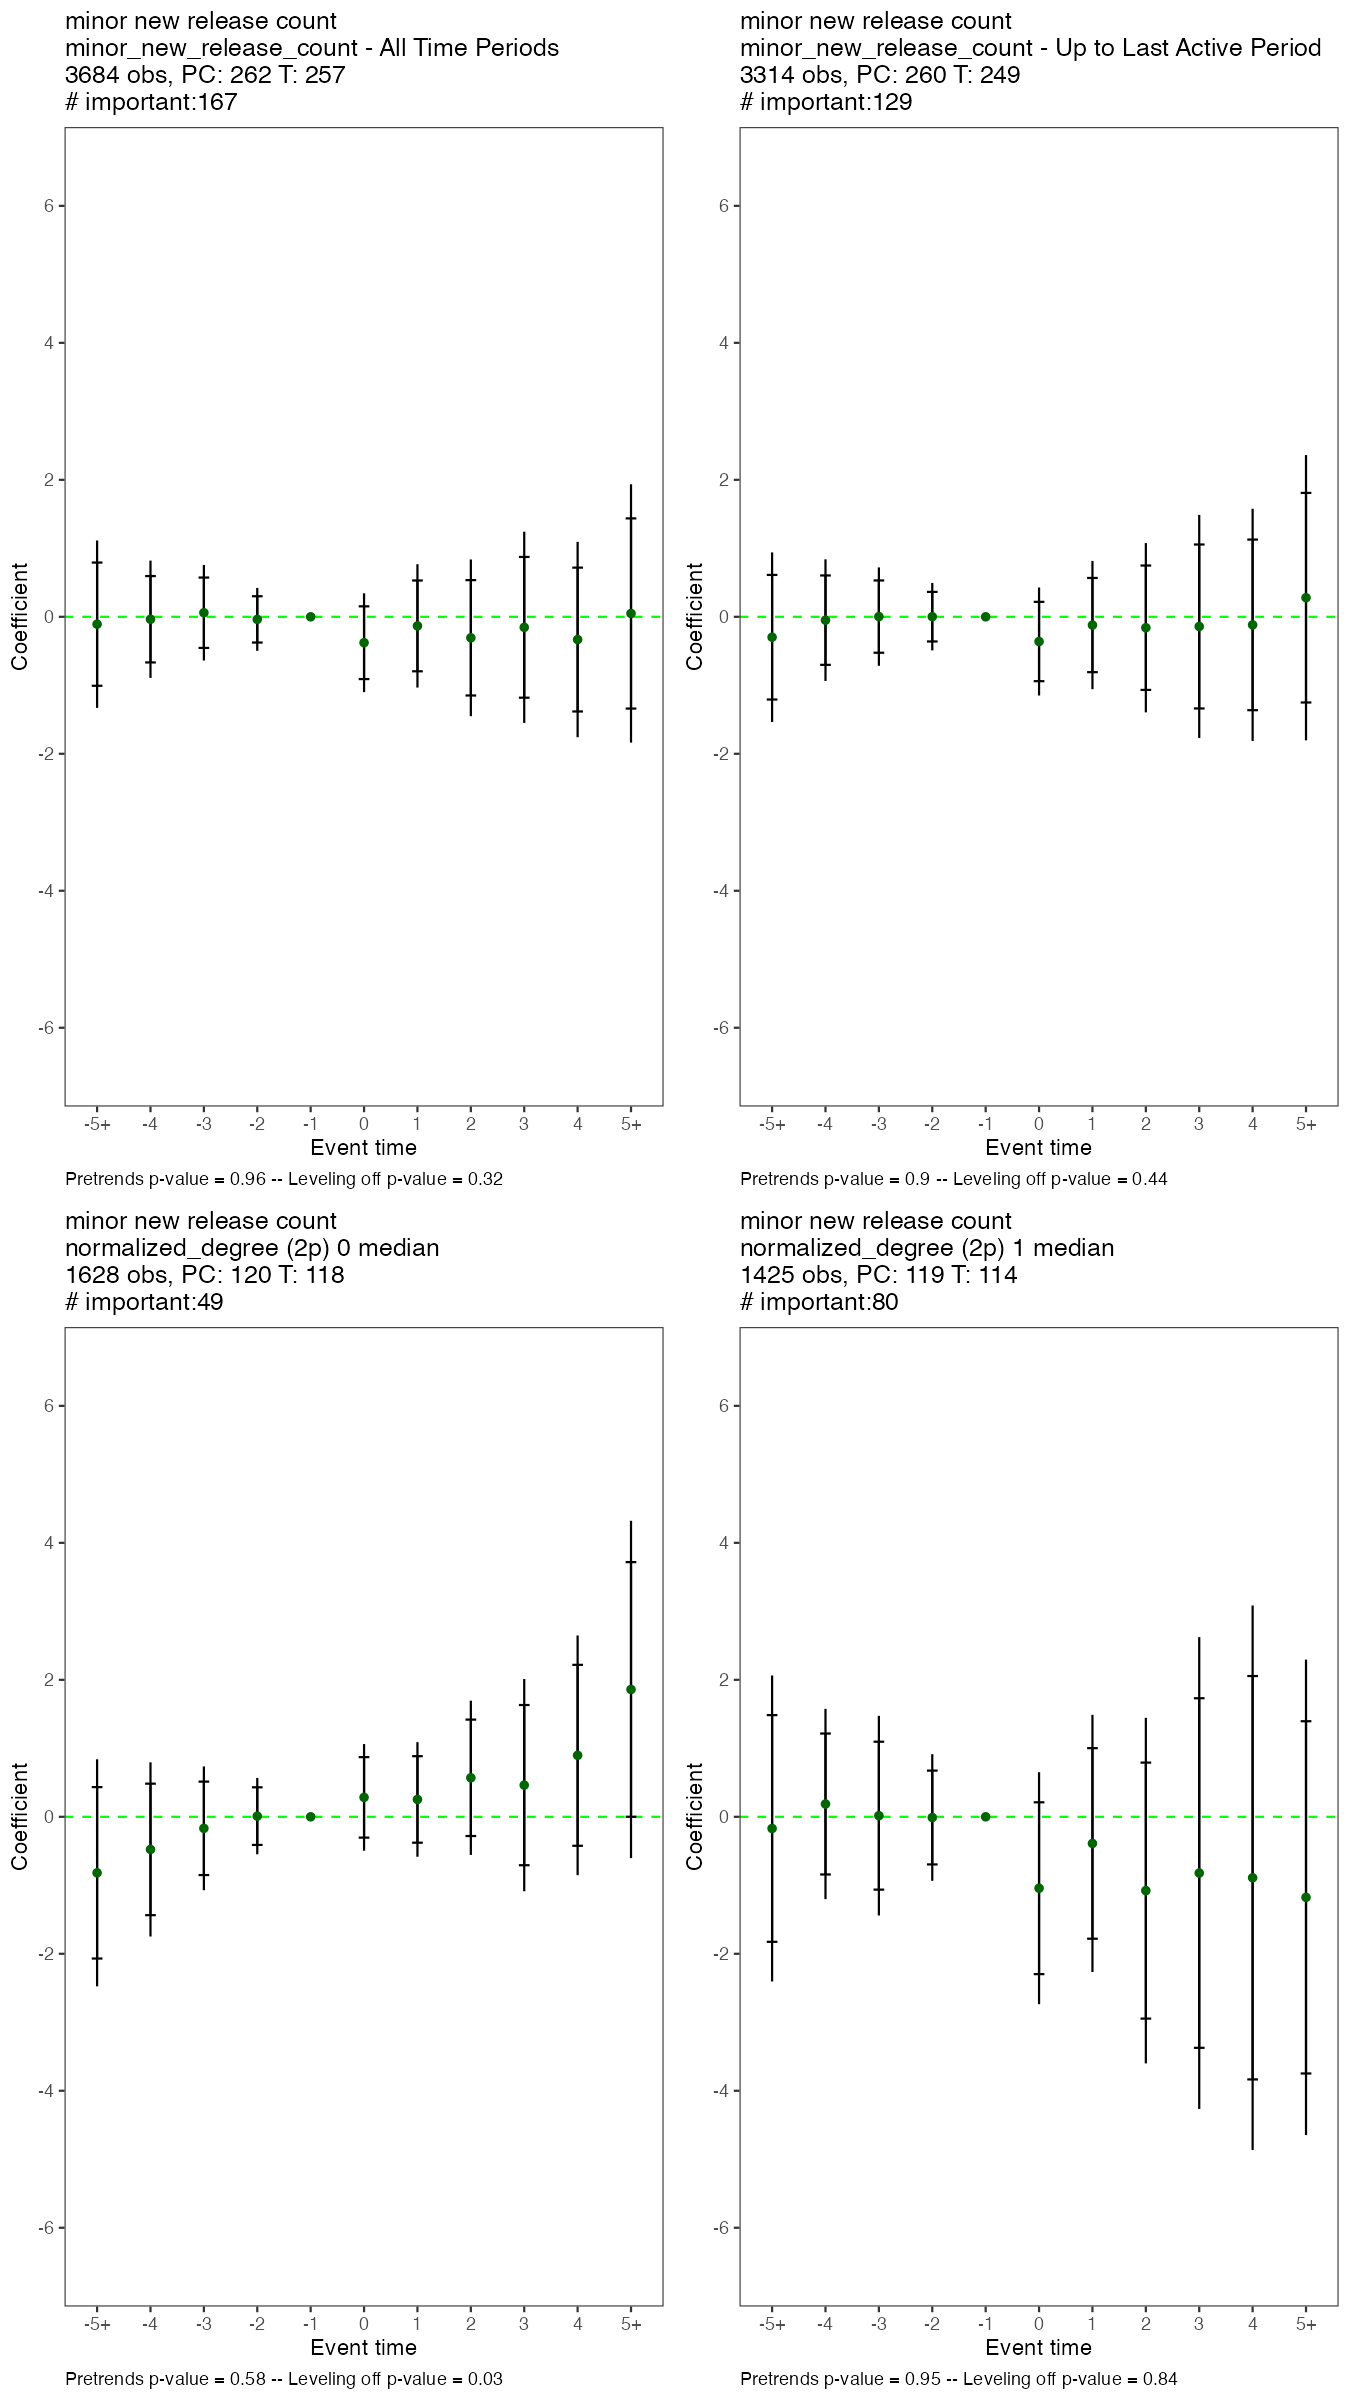 minor new release count
minor_new_release_count - All Time Periods
3684 obs, PC: 262 T: 257
# important:167
6
4
2
0
-2
-4
-6
Coefficient
-5+ -4 -3 -2 -1 0 1 2 3 4 5+
Event time
Pretrends p-value = 0.96 -- Leveling off p-value = 0.32
minor new release count
minor_new_release_count - Up to Last Active Period
3314 obs, PC: 260 T: 249
# important:129
6
4
2
0
-2
-4
-6
Coefficient
-5+ -4 -3 -2 -1 0 1 2 3 4 5+
Event time
Pretrends p-value = 0.9 -- Leveling off p-value = 0.44
minor new release count
normalized_degree (2p) 0 median
1628 obs, PC: 120 T: 118
# important:49
6
4
2
0
-2
-4
-6
Coefficient
-5+ -4 -3 -2 -1 0 1 2 3 4 5+
Event time
Pretrends p-value = 0.58 -- Leveling off p-value = 0.03
minor new release count
normalized_degree (2p) 1 median
1425 obs, PC: 119 T: 114
# important:80
6
4
2
0
-2
-4
-6
Coefficient
-5+ -4 -3 -2 -1 0 1 2 3 4 5+
Event time
Pretrends p-value = 0.95 -- Leveling off p-value = 0.84